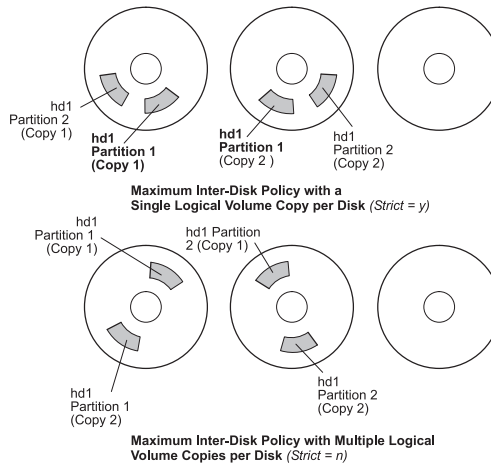 hd1
Partition 2
(Copy 1)
hd1
Partition 1
(Copy 1)
hd1
Partition 1
(Copy 2 )
hd1
Partition 2
(Copy 2)
Maximum Inter-Disk Policy with a
Single Logical Volume Copy per Disk (Strict = y)
hd1
Partition 1
(Copy 1)
hd1 Partition
2 (Copy 1)
hd1
Partition 1
(Copy 2)
hd1
Partition 2
(Copy 2)
Maximum Inter-Disk Policy with Multiple Logical
Volume Copies per Disk (Strict = n)